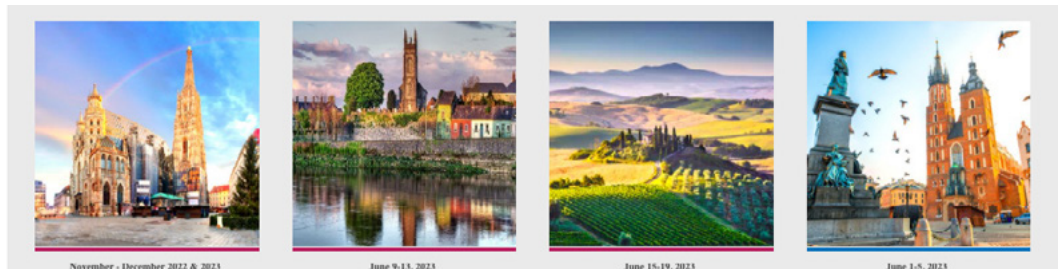 November - December 2022 & 2023
June 9-13, 2023
June 15-19, 2023
June 1-5, 2023